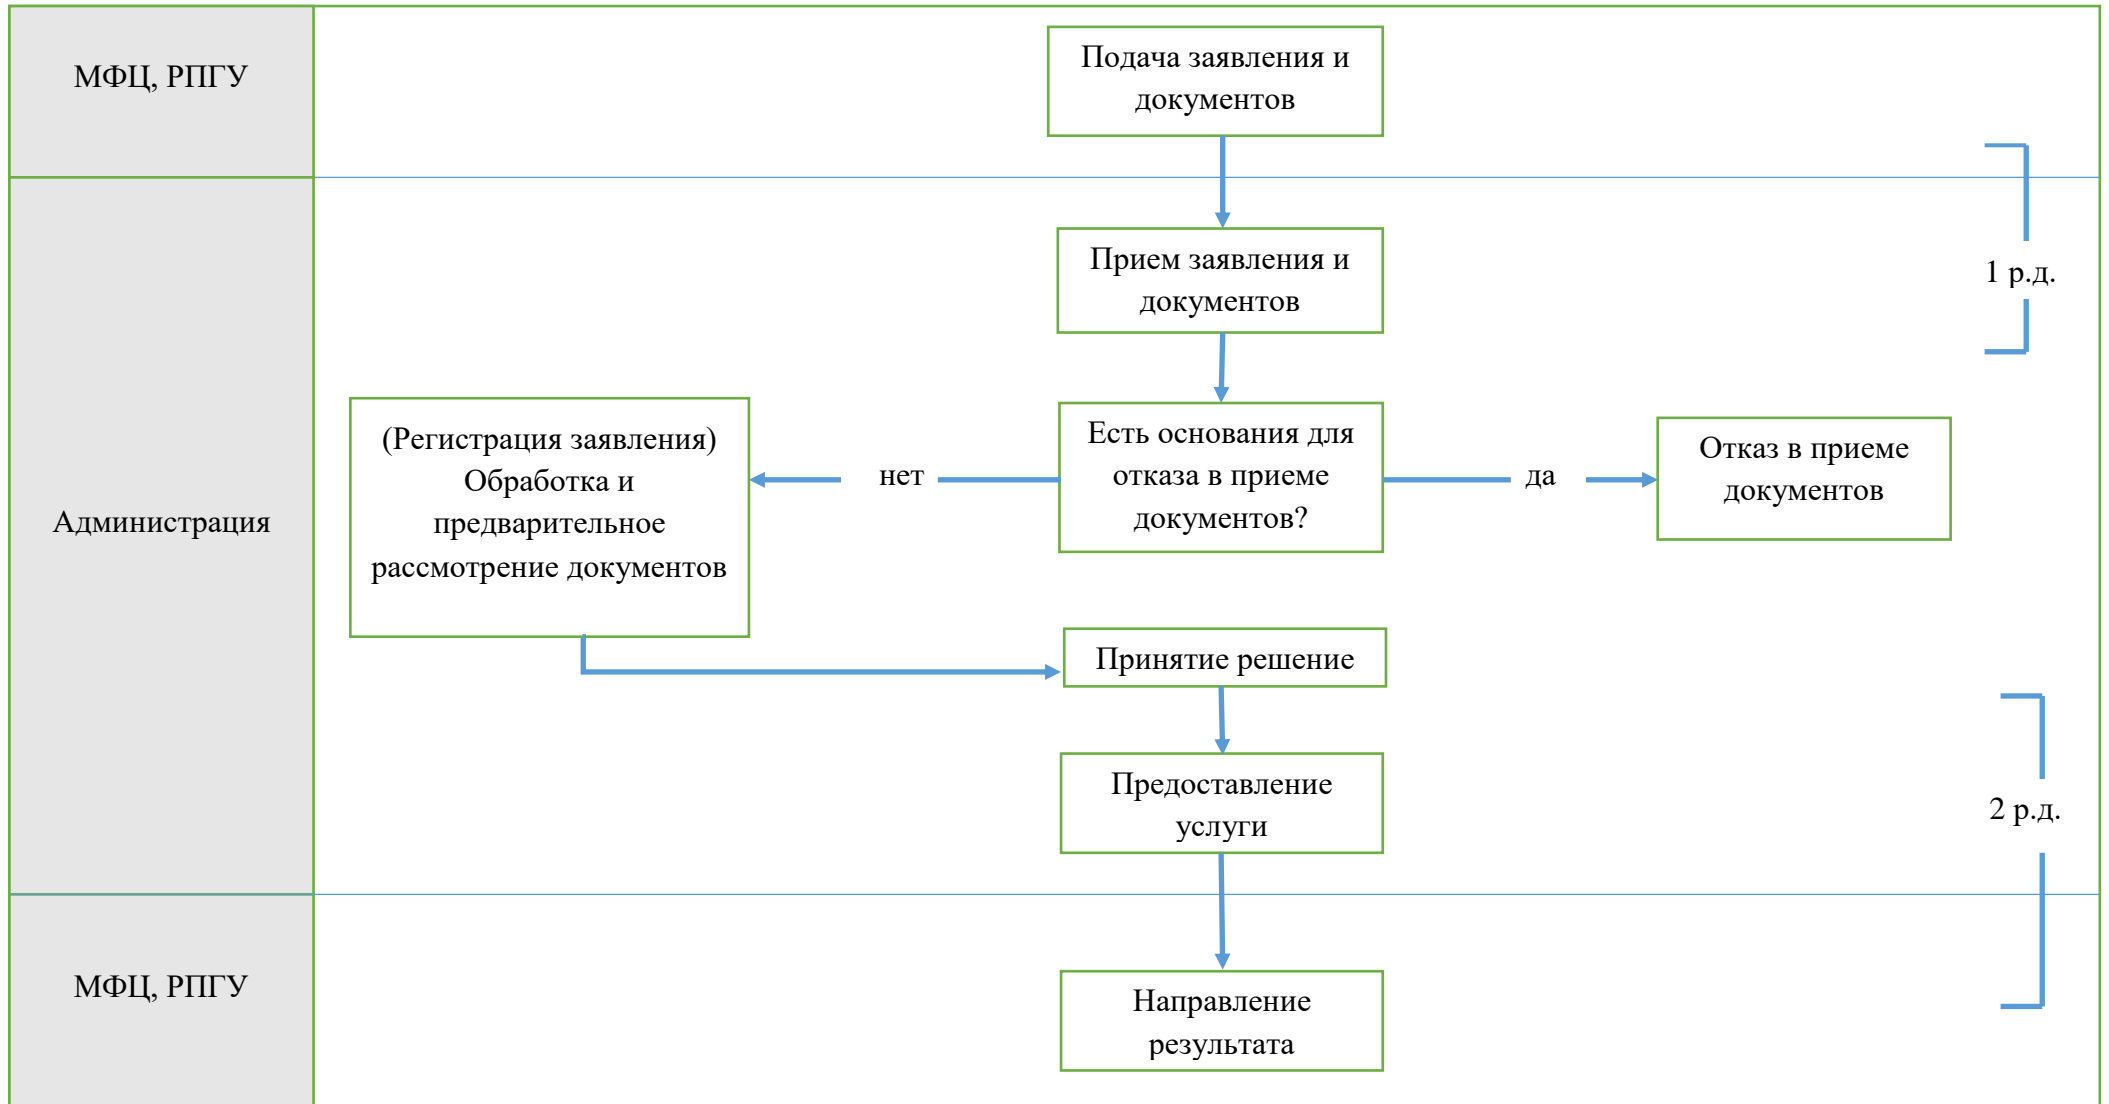 МФЦ, РПГУ
Подача заявления и
документов
Прием заявления и
документов
1 р.д.
Администрация
(Регистрация заявления)
Обработка и
предварительное
рассмотрение документов
нет
Есть основания для
отказа в приеме
документов?
да
Отказ в приеме
документов
Принятие решение
Предоставление
услуги
2 р.д.
МФЦ, РПГУ
Направление
результата